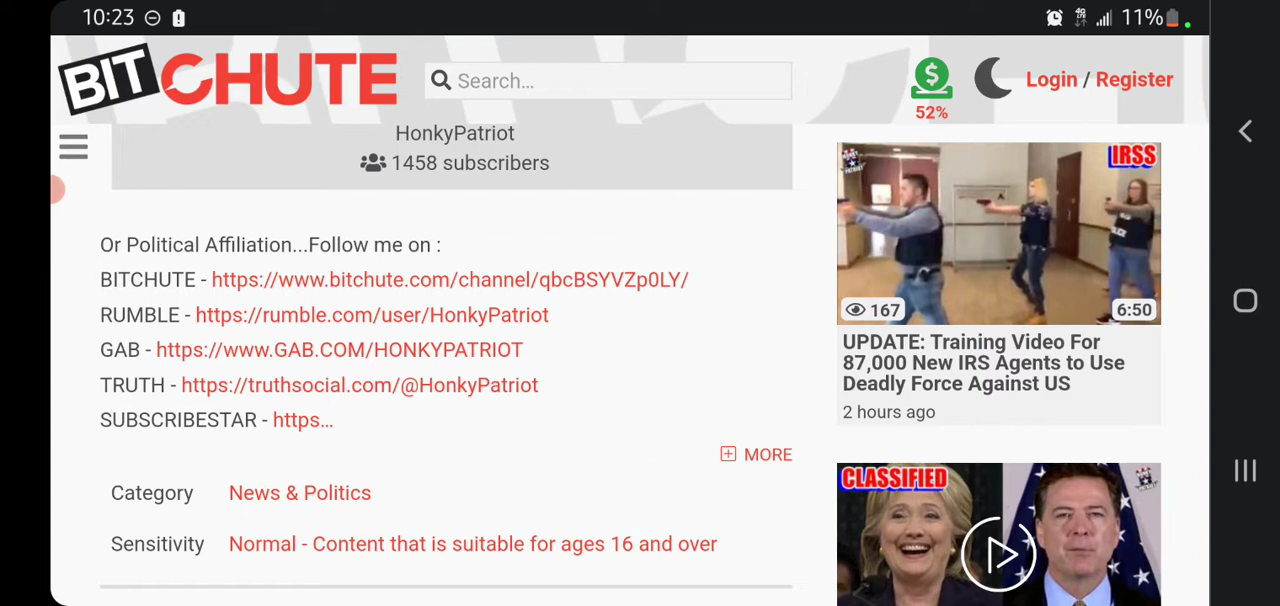 10:23
11%
BITCHUTE
Search...
52%
Login / Register
HonkyPatriot
1458 subscribers
Or Political Affiliation...Follow me on :
BITCHUTE - https://www.bitchute.com/channel/qbcBSYVZp0LY/
RUMBLE - https://rumble.com/user/HonkyPatriot
GAB - https://www.GAB.COM/HONKYPATRIOT
TRUTH - https://truthsocial.com/@HonkyPatriot
SUBSCRIBESTAR - https...
MORE
Category News & Politics
Sensitivity Normal - Content that is suitable for ages 16 and over
IRSS
167
6:50
UPDATE: Training Video For
87,000 New IRS Agents to Use
Deadly Force Against US
2 hours ago
CLASSIFIED